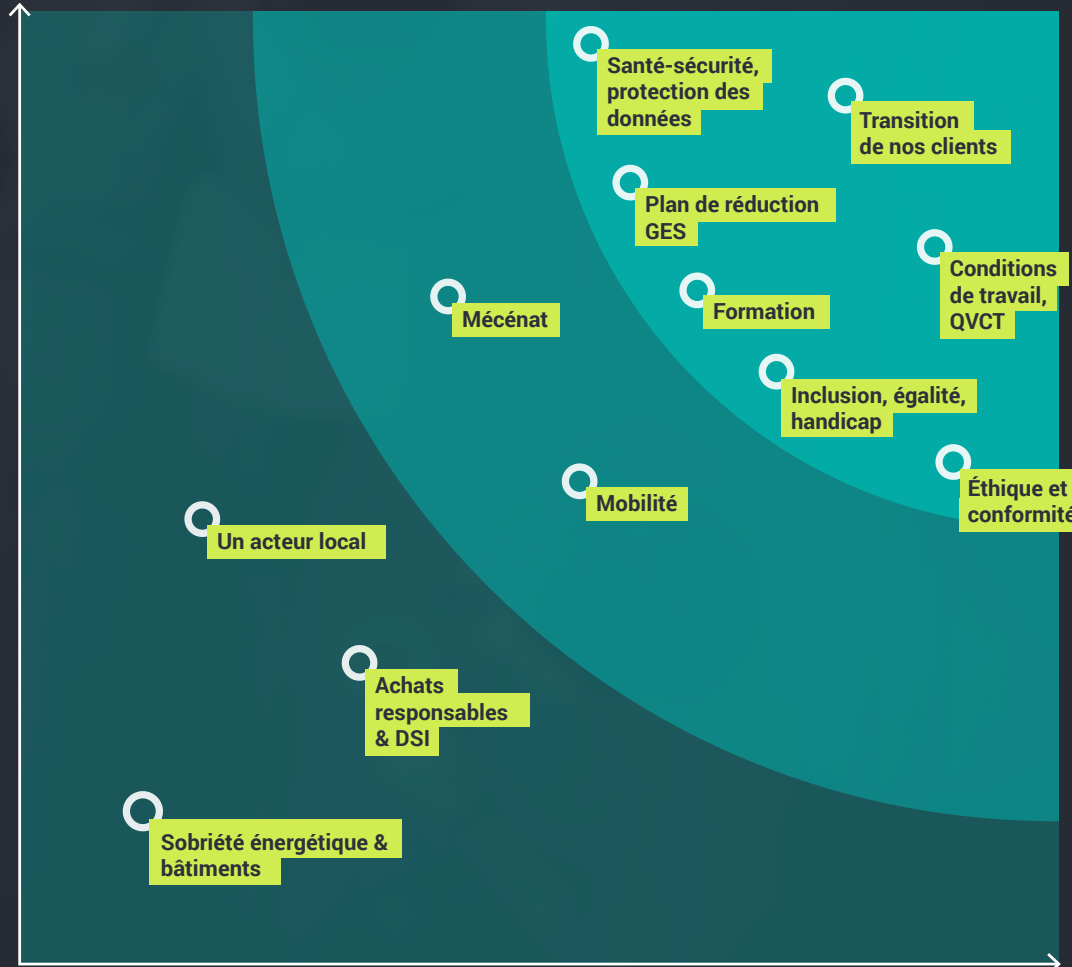 Santé-sécurité,
protection des
données
Transition
de nos clients
Plan de réduction
GES
Conditions
de travail,
QVCT
Mécénat
Formation
Inclusion, égalité,
handicap
Éthique et
conformité
Mobilité
Un acteur local
Achats
responsables
& DSI
Sobriété énergétique &
bâtiments